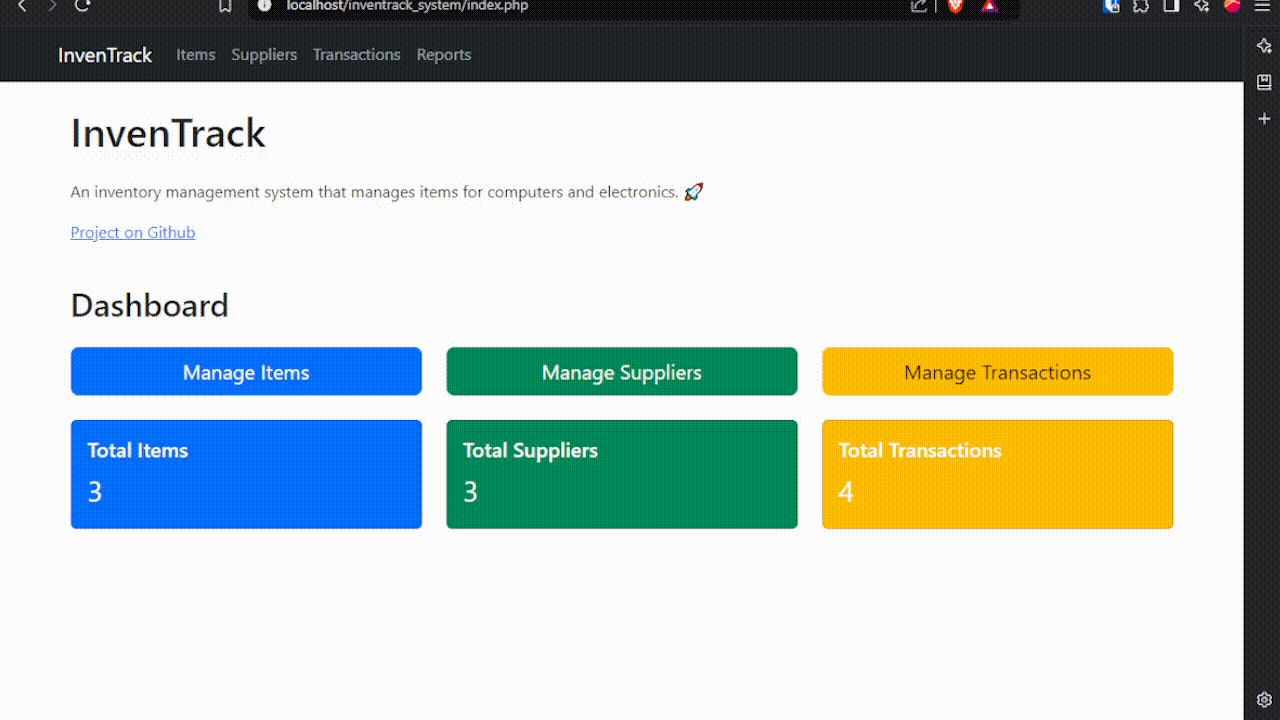 localhost/inventrack_system/index.php
InvenTrack Items Suppliers Transactions Reports
InvenTrack
An inventory management system that manages items for computers and electronics. 🚀
Project on Github
Dashboard
Manage Items Manage Suppliers Manage Transactions
Total Items Total Suppliers Total Transactions
3 3 4